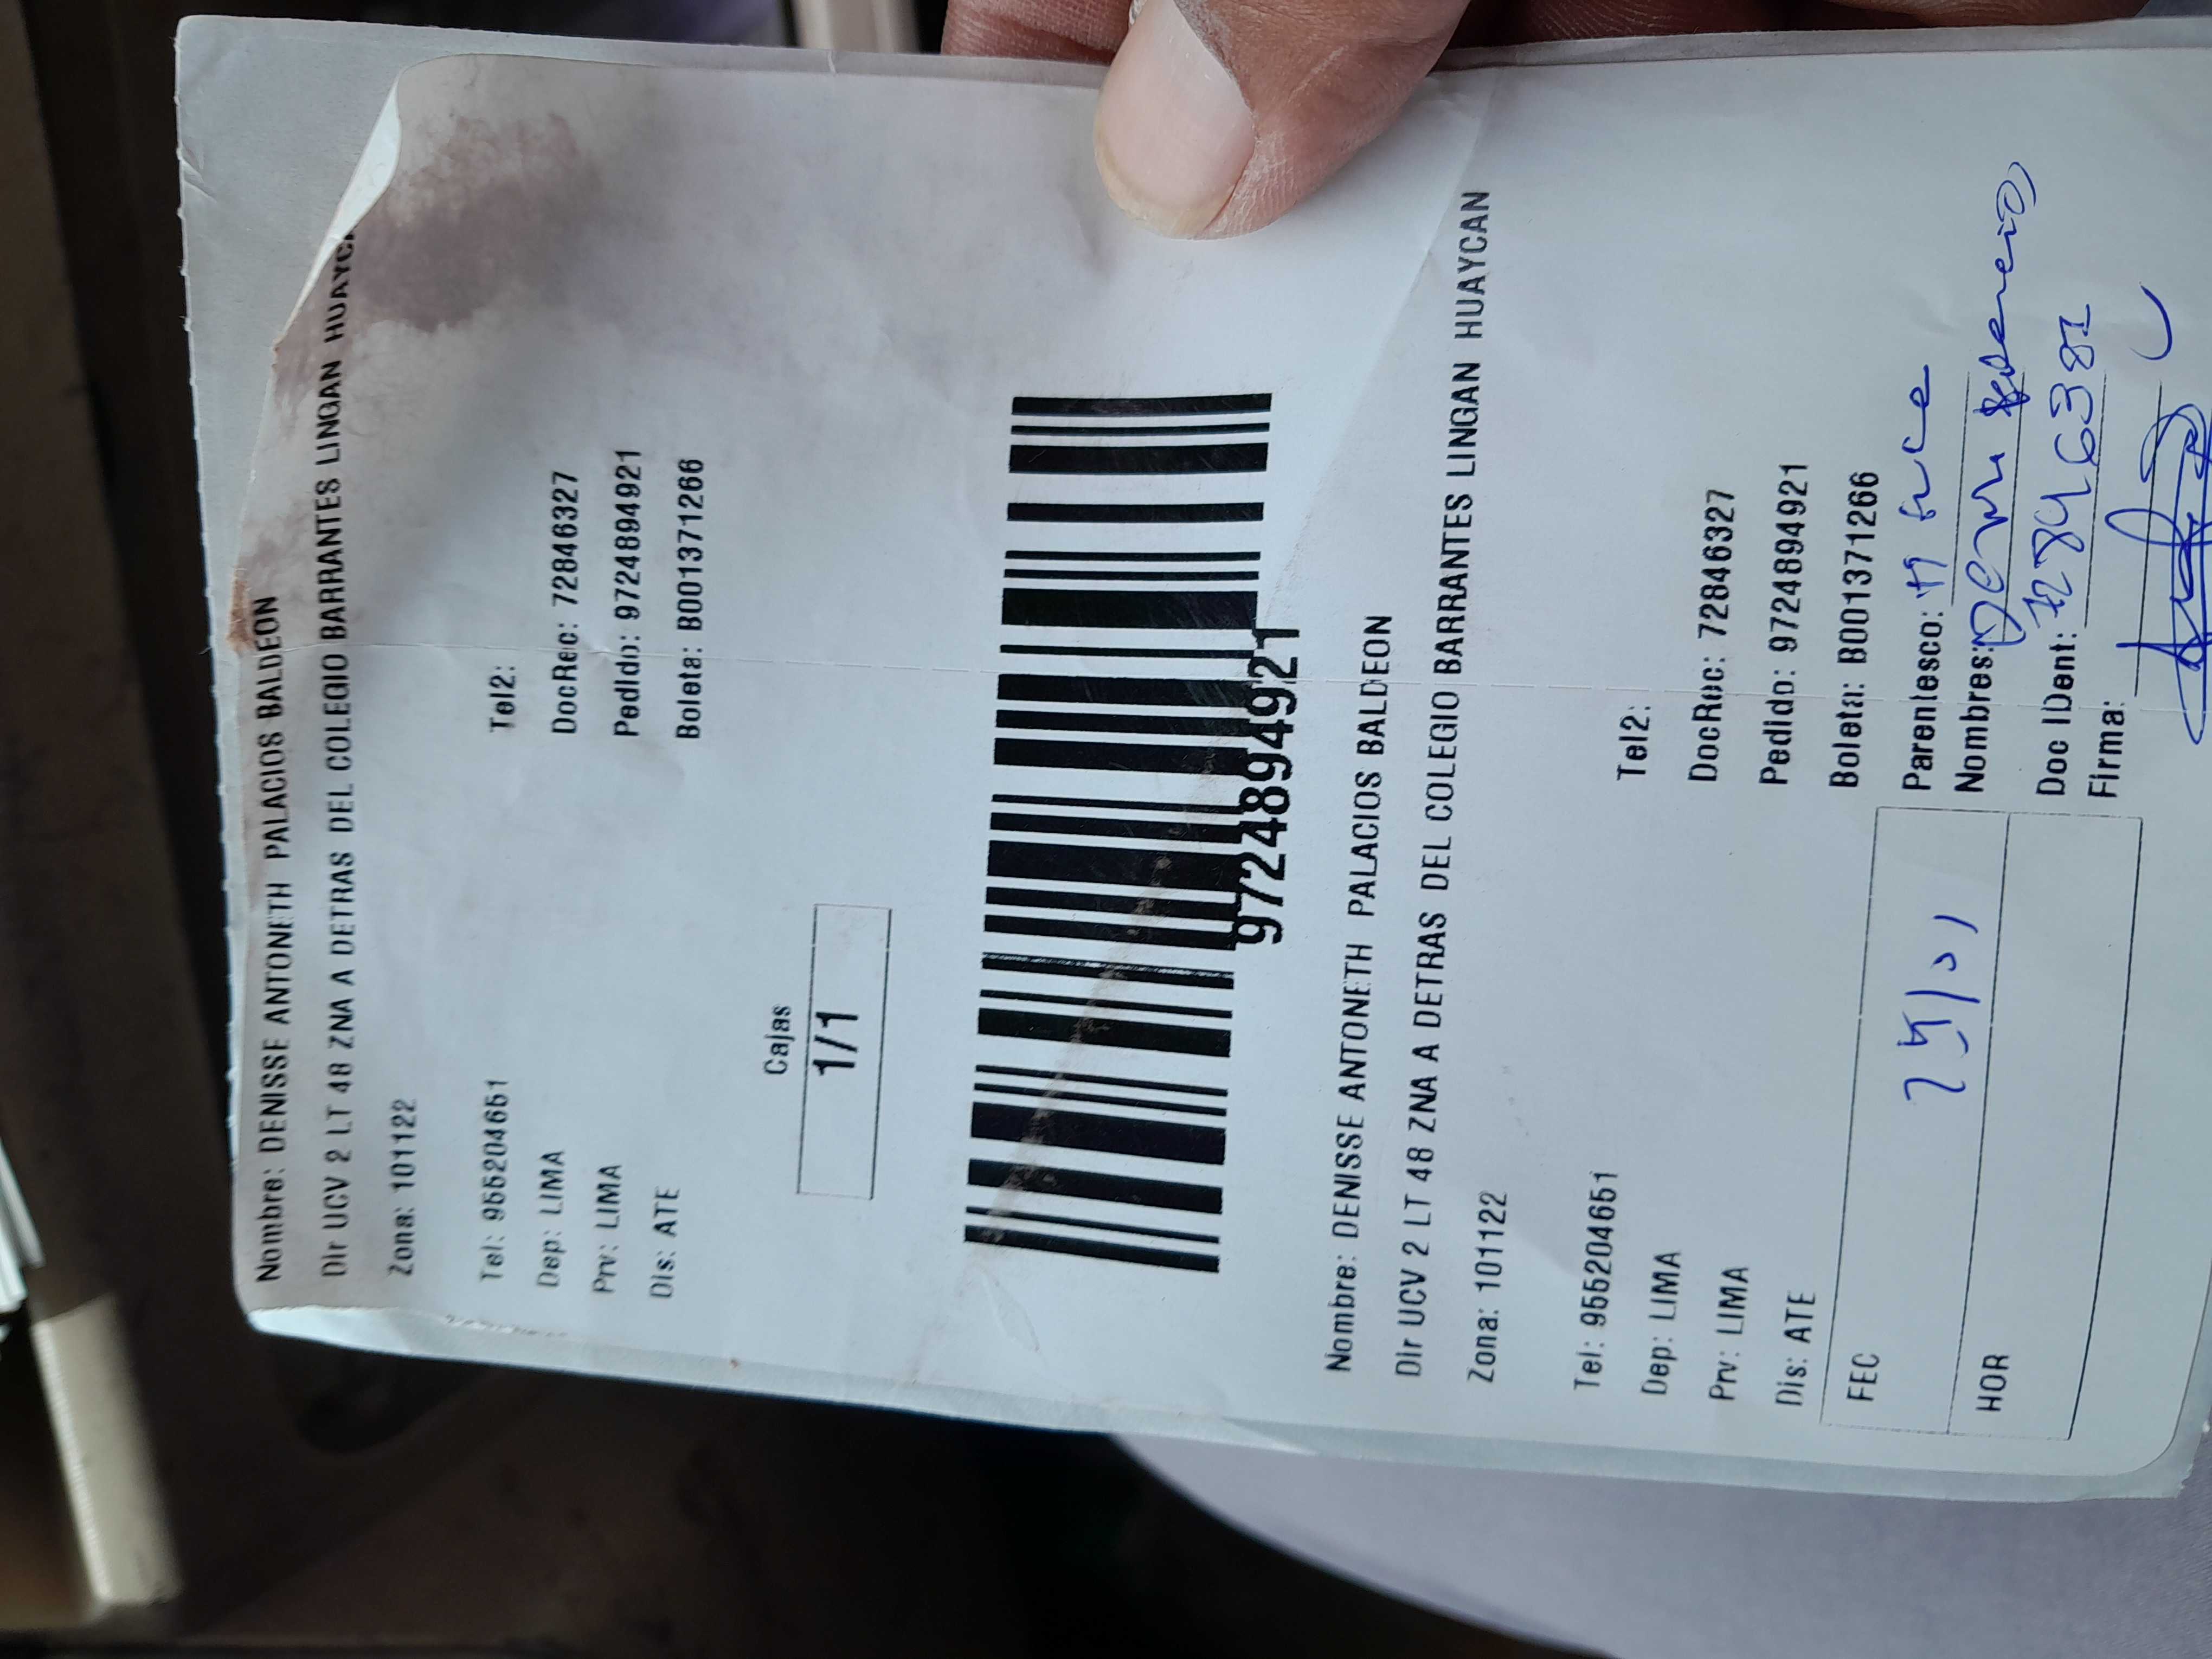 Nombre: DENISSE ANTONETH PALACIOS BALDEON
Dir UCV 2 LT 48 ZNA A DETRAS DEL COLEGIO BARRANTES LINGAN HUAYCA
Zona: 101122
Tel: 955204651 Tel2:
Dep: LIMA DocRec: 72846327
Prv: LIMA Pedido: 9724894921
Dis: ATE Boleta: B001371266
Cajas
1/1
9724894921
Nombre: DENISSE ANTONETH PALACIOS BALDEON
Dir UCV 2 LT 48 ZNA A DETRAS DEL COLEGIO BARRANTES LINGAN HUAYCAN
Zona: 101122
Tel: 955204651 Tel2:
Dep: LIMA DocRec: 72846327
Prv: LIMA Pedido: 9724894921
Dis: ATE Boleta: B001371266
FEC Parentesco:
HOR Nombres:
Doc IDent:
Firma: